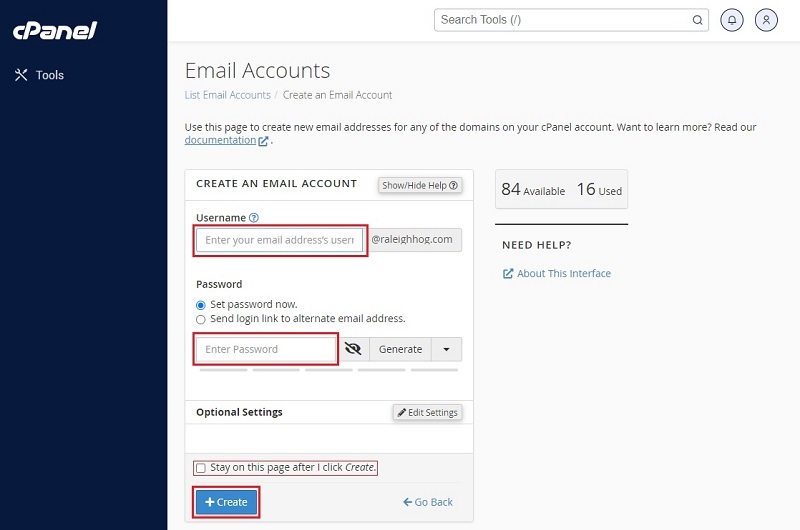 cPanel
Search Tools (/)
Tools
Email Accounts
List Email Accounts / Create an Email Account
Use this page to create new email addresses for any of the domains on your cPanel account. Want to learn more? Read our
documentation .
CREATE AN EMAIL ACCOUNT Show/Hide Help
84 Available 16 Used
Username
Enter your email address's usern
@raleighhog.com
NEED HELP?
About This Interface
Password
Set password now.
Send login link to alternate email address.
Enter Password Generate
Optional Settings Edit Settings
Stay on this page after I click Create.
+ Create Go Back